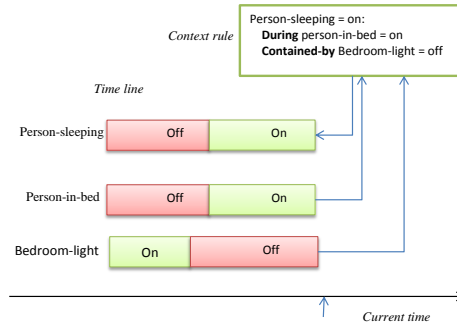 Person-sleeping = on:
During person-in-bed = on
Contained-by Bedroom-light = off
Context rule
Time line
Person-sleeping
Off
On
Person-in-bed
Off
On
Bedroom-light
On
Off
Current time